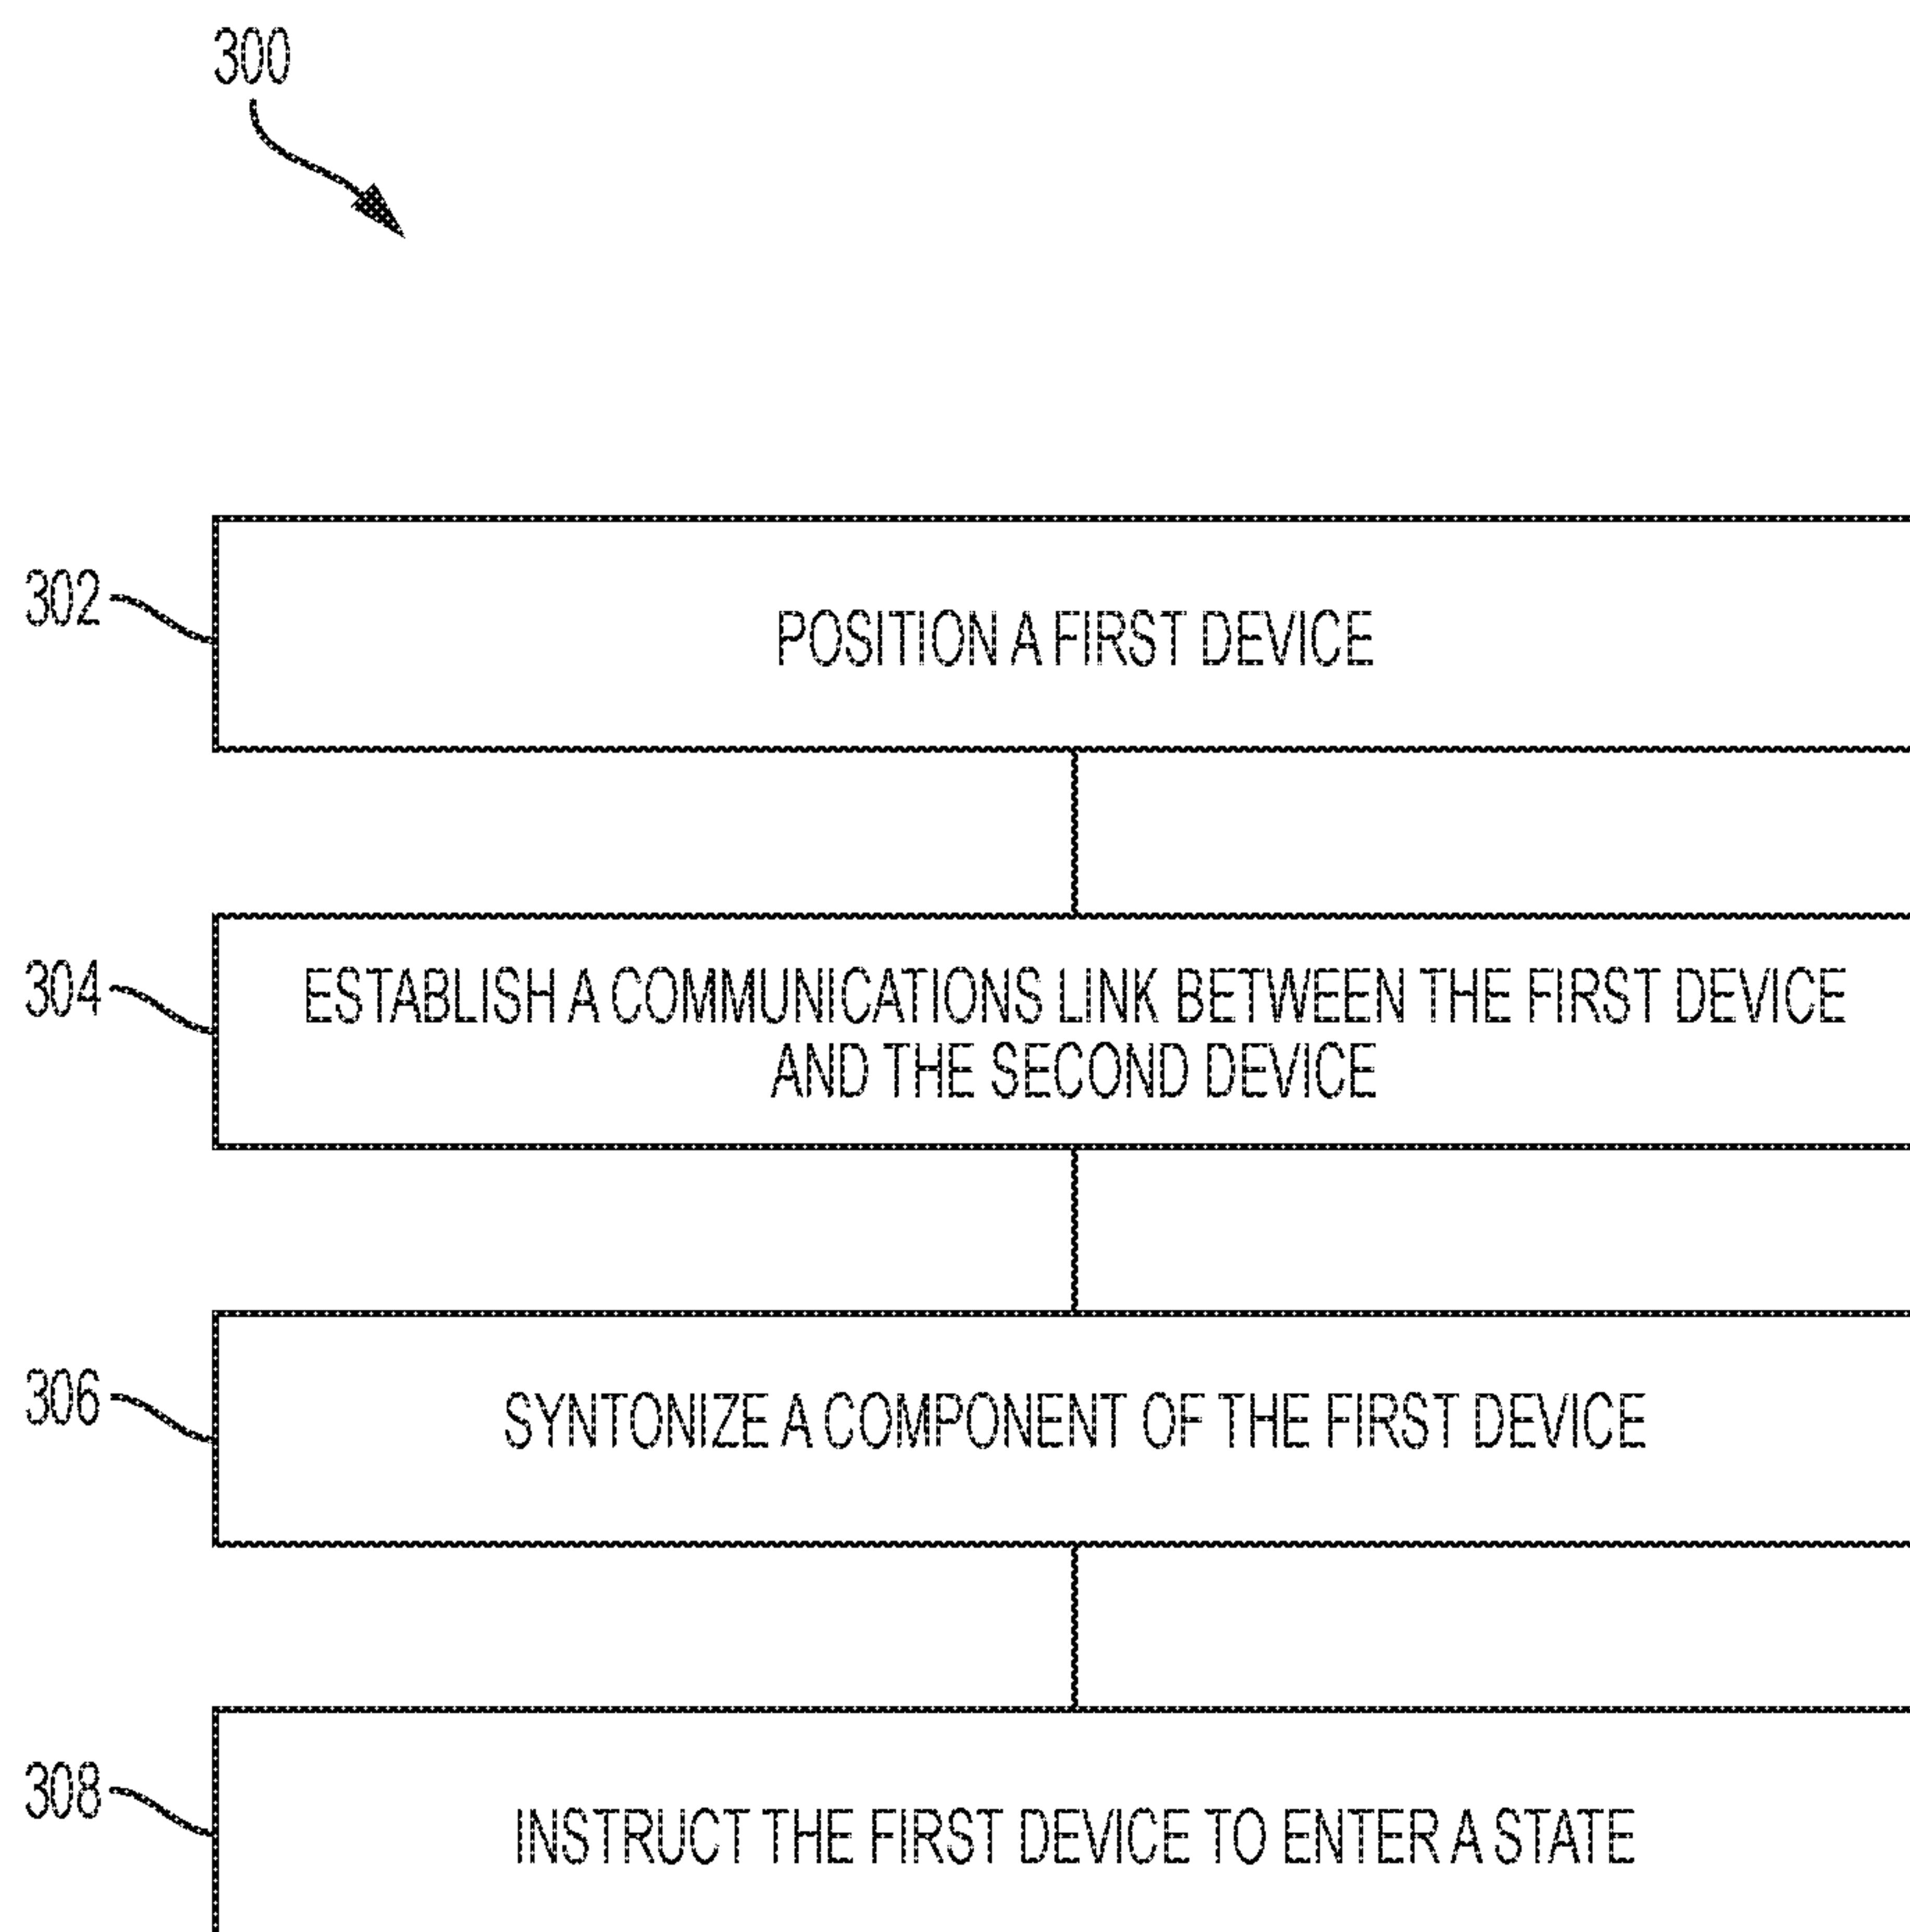 300
302
POSITION A FIRST DEVICE
304
ESTABLISH A COMMUNICATIONS LINK BETWEEN THE FIRST DEVICE
AND THE SECOND DEVICE
306
SYNTONIZE A COMPONENT OF THE FIRST DEVICE
308
INSTRUCT THE FIRST DEVICE TO ENTER A STATE